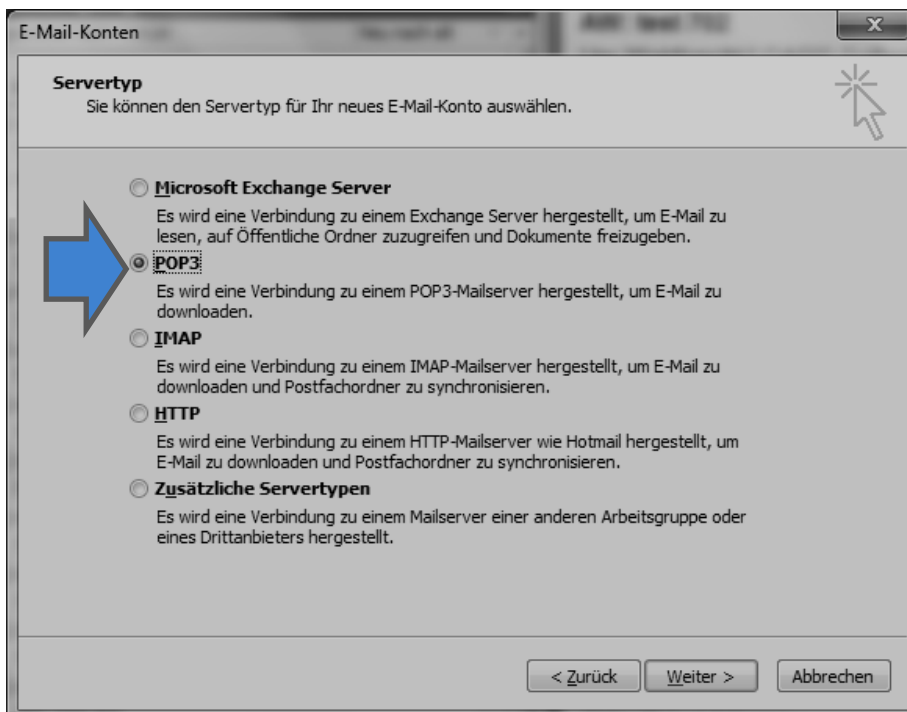 E-Mail-Konten
Servertyp
Sie können den Servertyp für Ihr neues E-Mail-Konto auswählen.
Microsoft Exchange Server
Es wird eine Verbindung zu einem Exchange Server hergestellt, um E-Mail zu
lesen, auf Öffentliche Ordner zuzugreifen und Dokumente freizugeben.
POP3
Es wird eine Verbindung zu einem POP3-Mailserver hergestellt, um E-Mail zu
downloaden.
IMAP
Es wird eine Verbindung zu einem IMAP-Mailserver hergestellt, um E-Mail zu
downloaden und Postfachordner zu synchronisieren.
HTTP
Es wird eine Verbindung zu einem HTTP-Mailserver wie Hotmail hergestellt, um
E-Mail zu downloaden und Postfachordner zu synchronisieren.
Zusätzliche Servertypen
Es wird eine Verbindung zu einem Mailserver einer anderen Arbeitsgruppe oder
eines Drittanbieters hergestellt.
< Zurück Weiter > Abbrechen